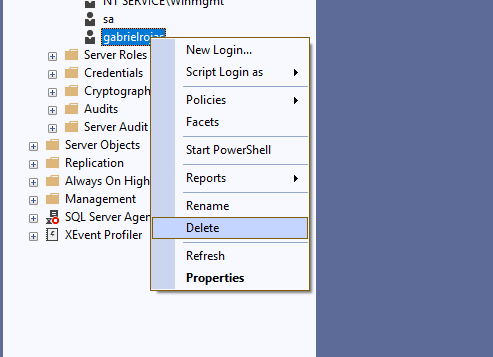 NT SERVICE\Winmgmt
sa
gabrielrojas
Server Roles
Credentials
Cryptograph
Audits
Server Audit
Server Objects
Replication
Always On High
Management
SQL Server Agen
XEvent Profiler
New Login...
Script Login as
Policies
Facets
Start PowerShell
Reports
Rename
Delete
Refresh
Properties